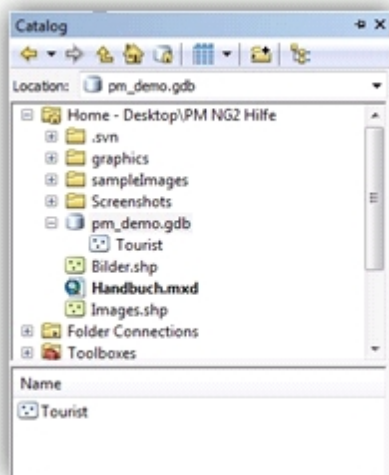 Catalog
Location: pm_demo.gdb
Home - Desktop\PM NG2 Hilfe
.svn
graphics
sampleImages
Screenshots
pm_demo.gdb
Tourist
Bilder.shp
Handbuch.mxd
Images.shp
Folder Connections
Toolboxes
Name
Tourist